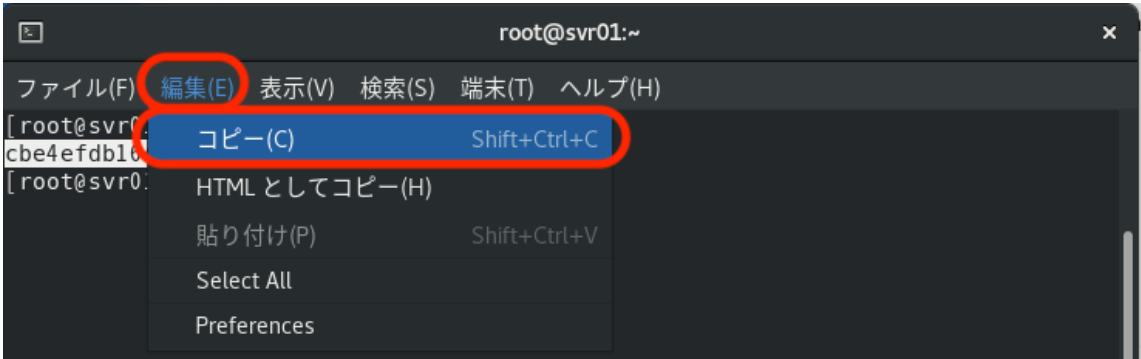 root@svr01:~
ファイル(F) 編集(E) 表示(V) 検索(S) 端末(T) ヘルプ(H)
[root@svr0
コピー(C) Shift+Ctrl+C
cbe4efdb16
[root@svr01
HTML としてコピー(H)
貼り付け(P) Shift+Ctrl+V
Select All
Preferences